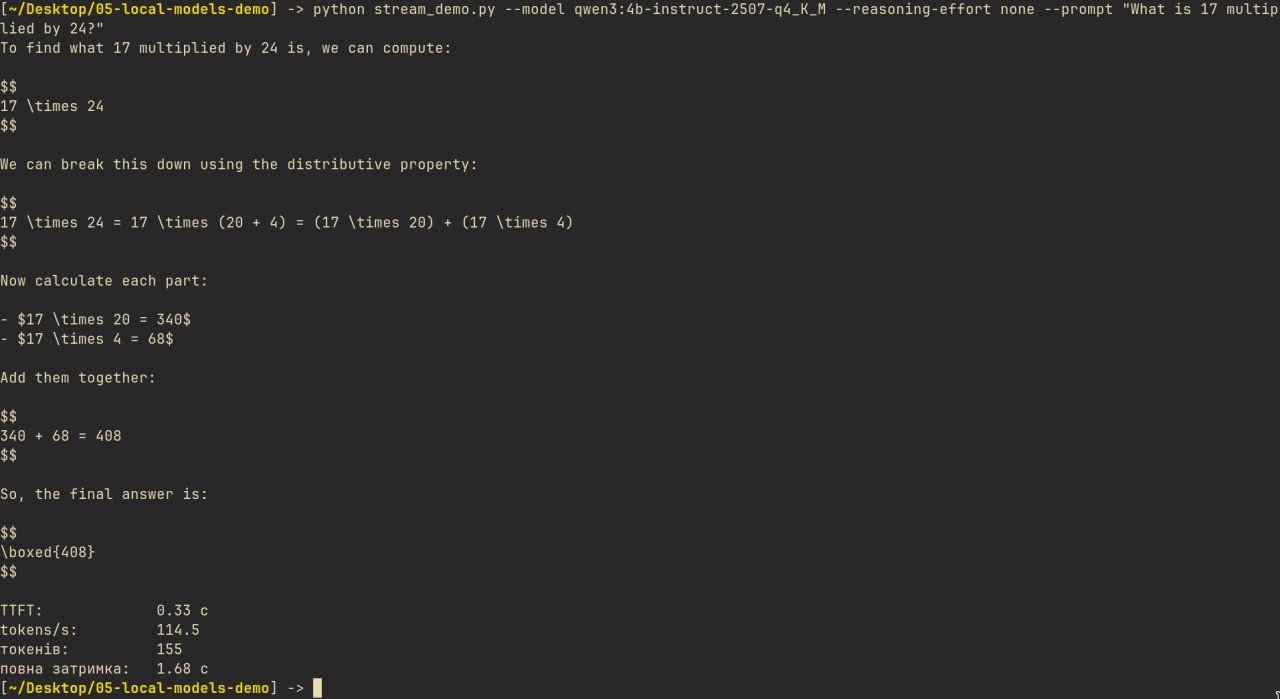 [~/Desktop/05-local-models-demo] -> python stream_demo.py --model qwen3:4b-instruct-2507-q4_K_M --reasoning-effort none --prompt "What is 17 multip
lied by 24?"
To find what 17 multiplied by 24 is, we can compute:
$$
17 \times 24
$$
We can break this down using the distributive property:
$$
17 \times 24 = 17 \times (20 + 4) = (17 \times 20) + (17 \times 4)
$$
Now calculate each part:
- $17 \times 20 = 340$
- $17 \times 4 = 68$
Add them together:
$$
340 + 68 = 408
$$
So, the final answer is:
$$
\boxed{408}
$$
TTFT: 0.33 с
tokens/s: 114.5
токенів: 155
повна затримка: 1.68 с
[~/Desktop/05-local-models-demo] ->